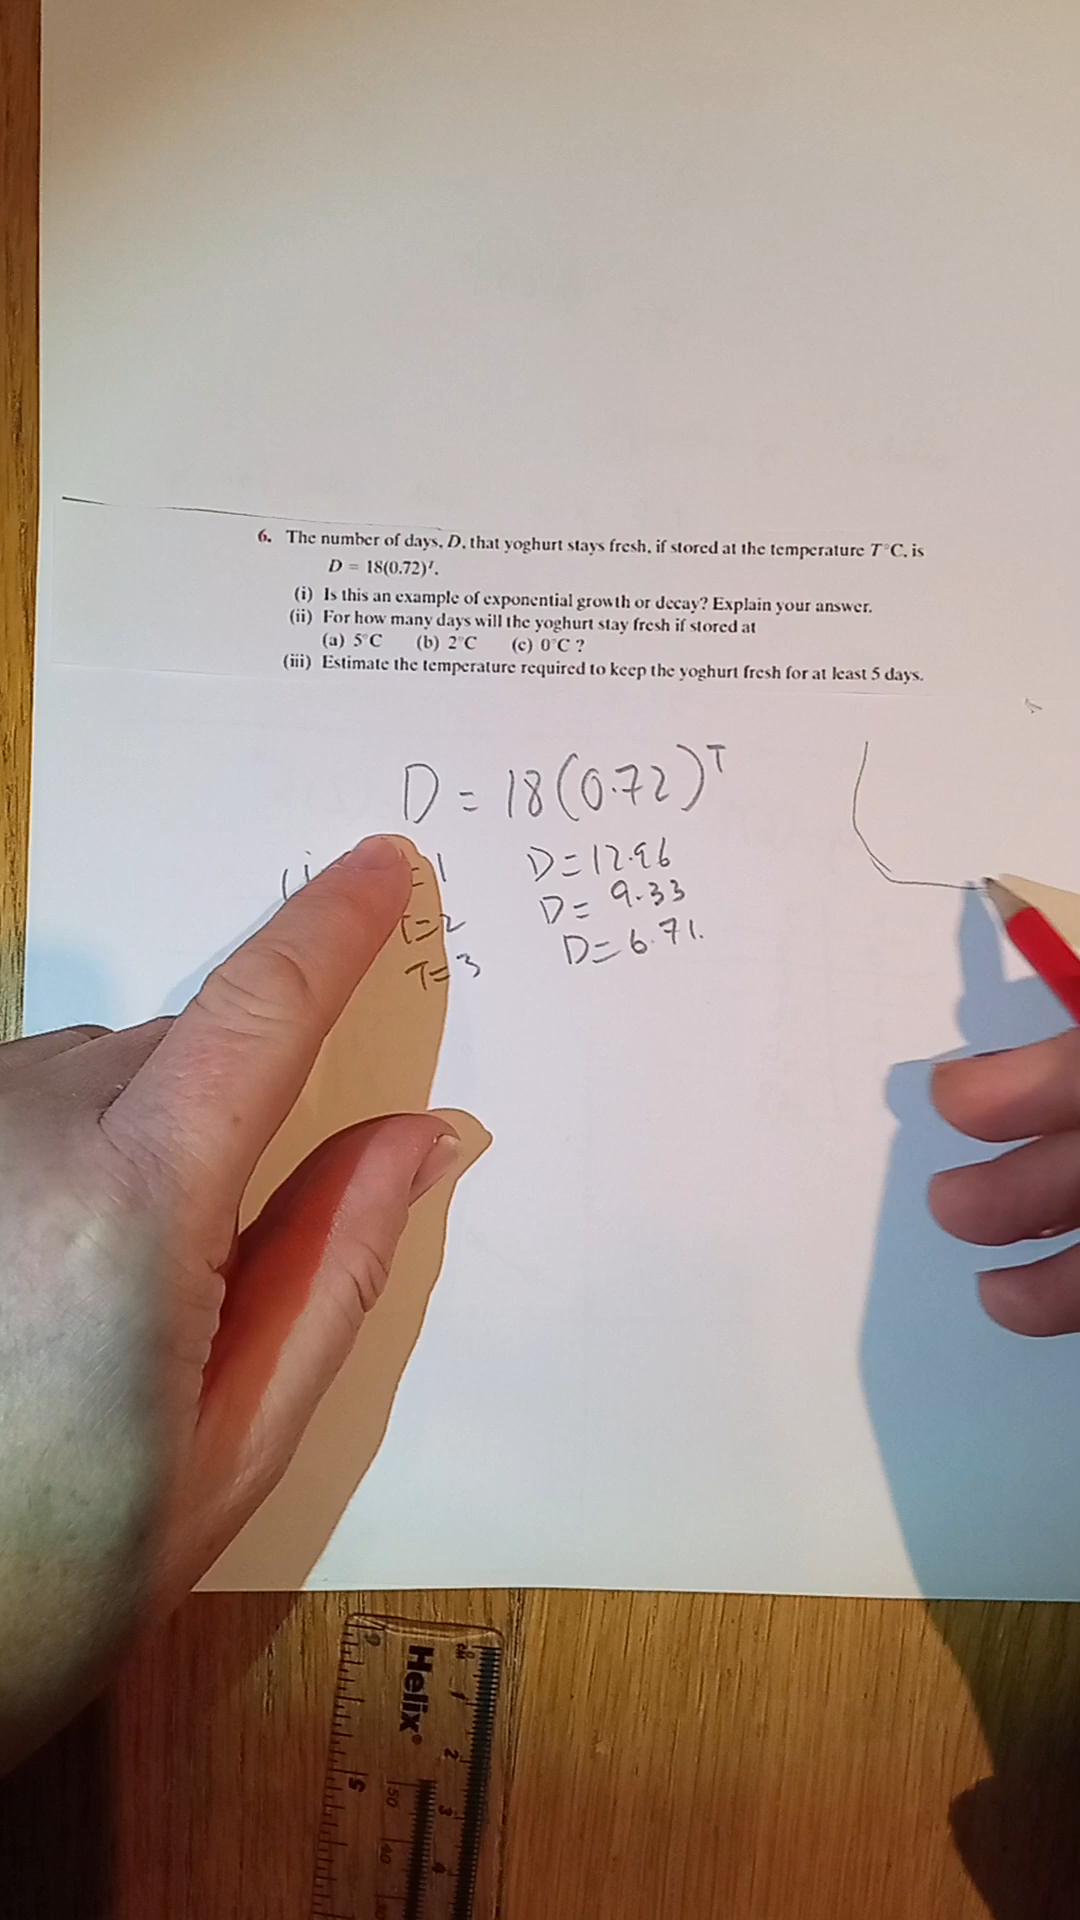 6. The number of days, D, that yoghurt stays fresh, if stored at the temperature T°C, is
D = 18(0.72)ᵀ.
(i) Is this an example of exponential growth or decay? Explain your answer.
(ii) For how many days will the yoghurt stay fresh if stored at
(a) 5°C (b) 2°C (c) 0°C ?
(iii) Estimate the temperature required to keep the yoghurt fresh for at least 5 days.
D = 18(0.72)ᵀ
(i =1 D=12.96
T=2 D= 9.33
T=3 D=6.71.
Helix®